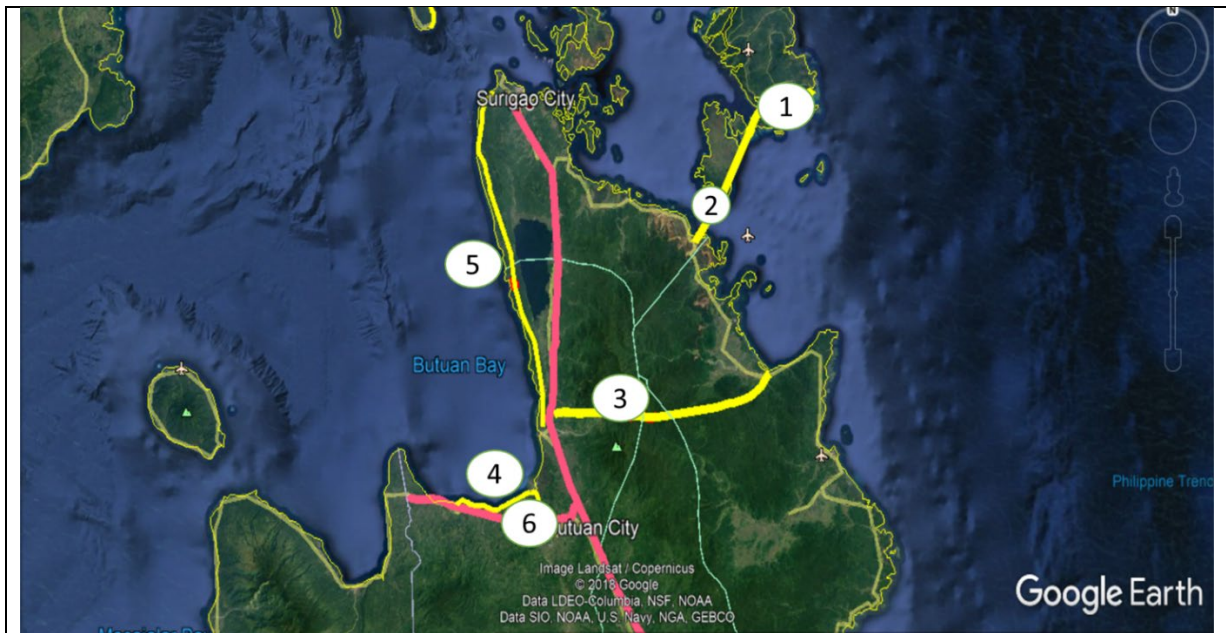 N
Surigao City
1
2
5
Butuan Bay
3
4
Philippine Trenc
6
utuan City
Image Landsat / Copernicus
© 2018 Google
Data LDEO-Columbia, NSF, NOAA
Data SIO, NOAA, U.S. Navy, NGA, GEBCO
Google Earth